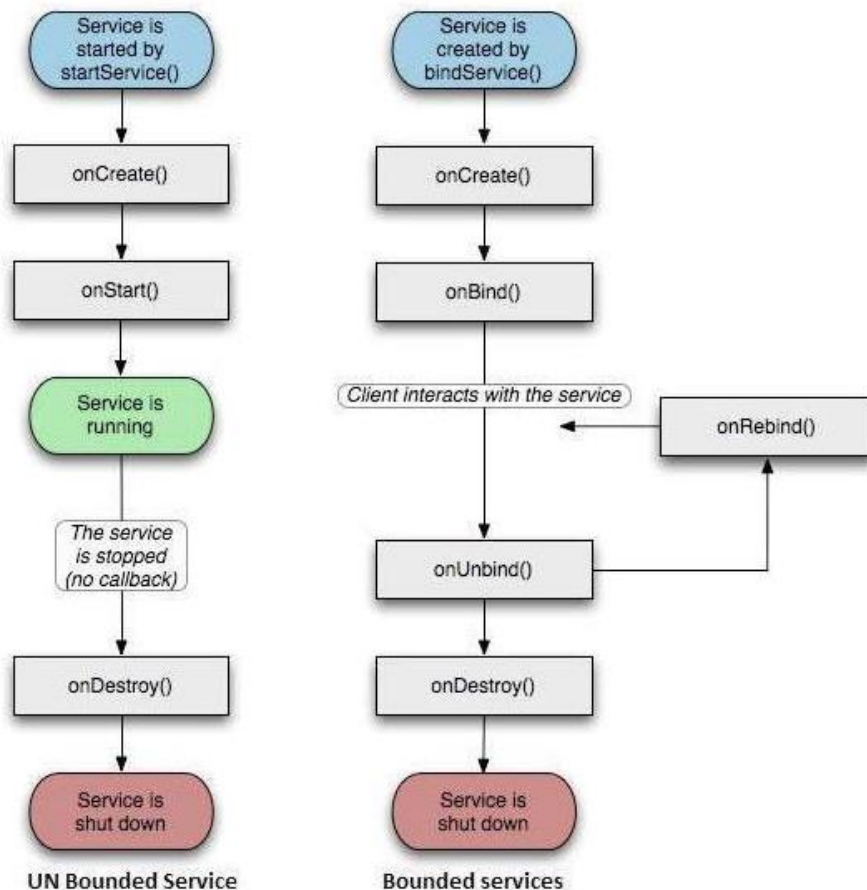 Service is
started by
startService()
onCreate()
onStart()
Service is
running
The service
is stopped
(no callback)
onDestroy()
Service is
shut down
UN Bounded Service
Service is
created by
bindService()
onCreate()
onBind()
Client interacts with the service
onRebind()
onUnbind()
onDestroy()
Service is
shut down
Bounded services